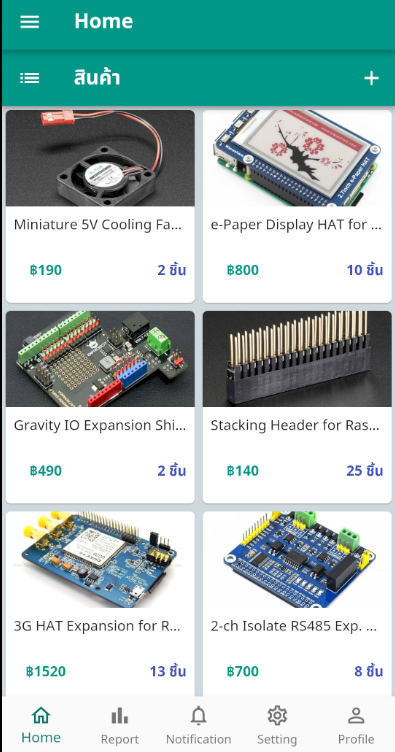 Home
สินค้า
Miniature 5V Cooling Fa...
e-Paper Display HAT for ...
฿190
2 ชิ้น
฿800
10 ชิ้น
Gravity IO Expansion Shi...
Stacking Header for Ras...
฿490
2 ชิ้น
฿140
25 ชิ้น
3G HAT Expansion for R...
2-ch Isolate RS485 Exp. ...
฿1520
13 ชิ้น
฿700
8 ชิ้น
Home
Report
Notification
Setting
Profile